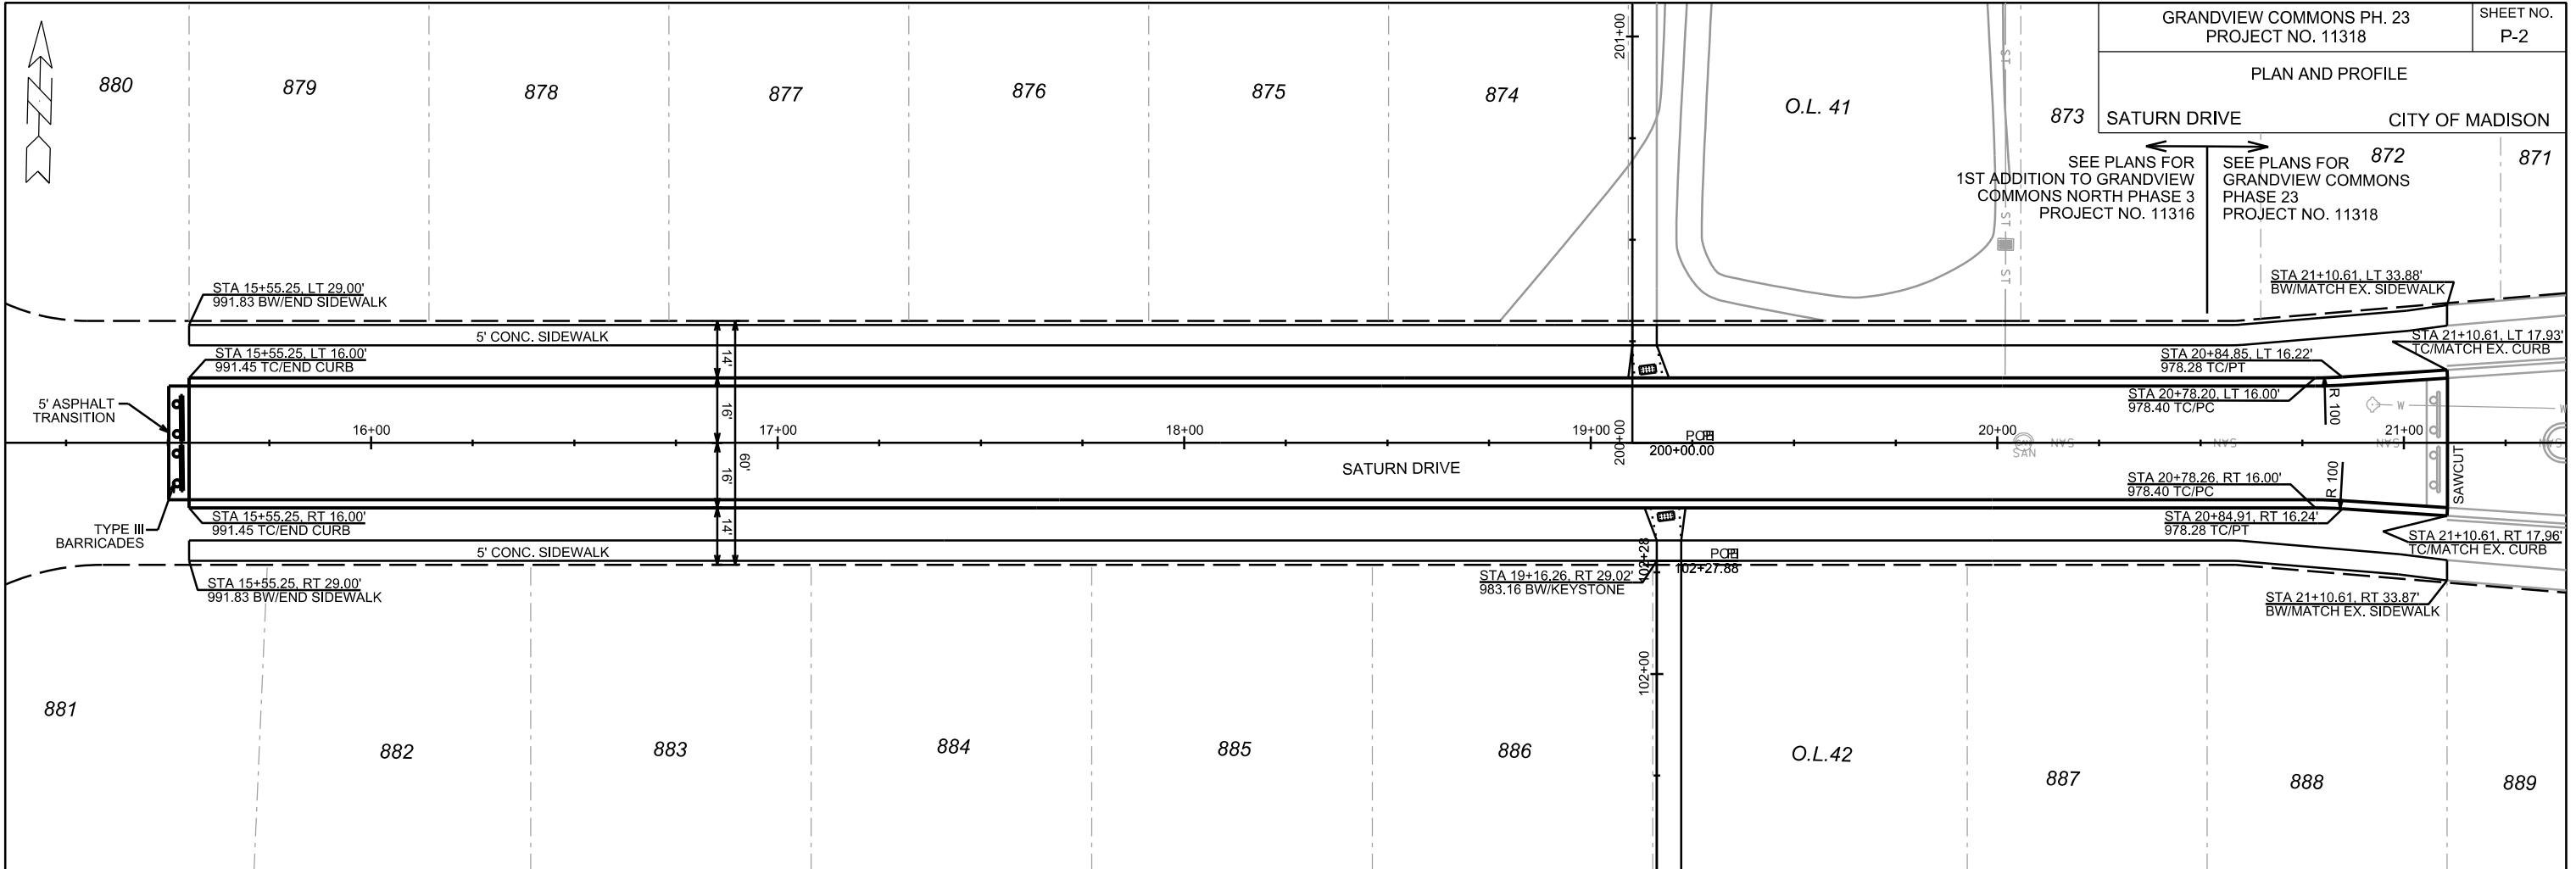 GRANDVIEW COMMONS PH. 23
PROJECT NO. 11318
SHEET NO.
P-2
PLAN AND PROFILE
SATURN DRIVE
CITY OF MADISON
880
879
878
877
876
875
874
O.L. 41
873
872
871
201+00
ST
ST
ST
SEE PLANS FOR
1ST ADDITION TO GRANDVIEW
COMMONS NORTH PHASE 3
PROJECT NO. 11316
SEE PLANS FOR
GRANDVIEW COMMONS
PHASE 23
PROJECT NO. 11318
STA 15+55.25, LT 29.00'
991.83 BW/END SIDEWALK
STA 21+10.61, LT 33.88'
BW/MATCH EX. SIDEWALK
5' CONC. SIDEWALK
STA 15+55.25, LT 16.00'
991.45 TC/END CURB
14'
STA 21+10.61, LT 17.93'
TC/MATCH EX. CURB
STA 20+84.85, LT 16.22'
978.28 TC/PT
STA 20+78.20, LT 16.00'
978.40 TC/PC
R 100
5' ASPHALT
TRANSITION
16'
W
W
16+00
17+00
18+00
19+00
200+00
20+00
21+00
200+00.00
SAN
SAN
SAN
SAN
SAN
SATURN DRIVE
60'
16'
SAWCUT
STA 20+78.26, RT 16.00'
978.40 TC/PC
R 100
STA 20+84.91, RT 16.24'
978.28 TC/PT
TYPE III
BARRICADES
STA 15+55.25, RT 16.00'
991.45 TC/END CURB
14'
STA 21+10.61, RT 17.96'
TC/MATCH EX. CURB
5' CONC. SIDEWALK
102+28
102+27.88
STA 15+55.25, RT 29.00'
991.83 BW/END SIDEWALK
STA 19+16.26, RT 29.02'
983.16 BW/KEYSTONE
STA 21+10.61, RT 33.87'
BW/MATCH EX. SIDEWALK
102+00
881
882
883
884
885
886
O.L.42
887
888
889